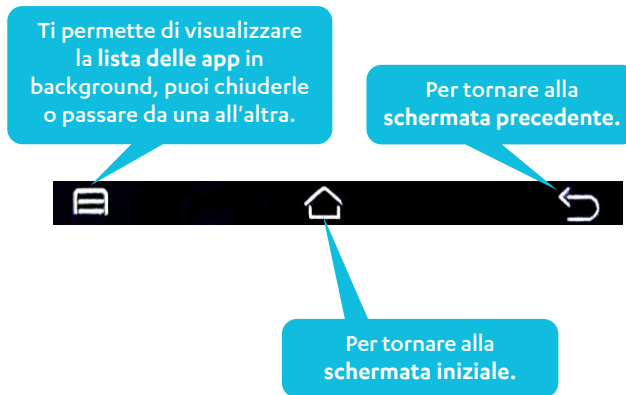 Ti permette di visualizzare
la lista delle app in
background, puoi chiuderle
o passare da una all'altra.
Per tornare alla
schermata precedente.
Per tornare alla
schermata iniziale.